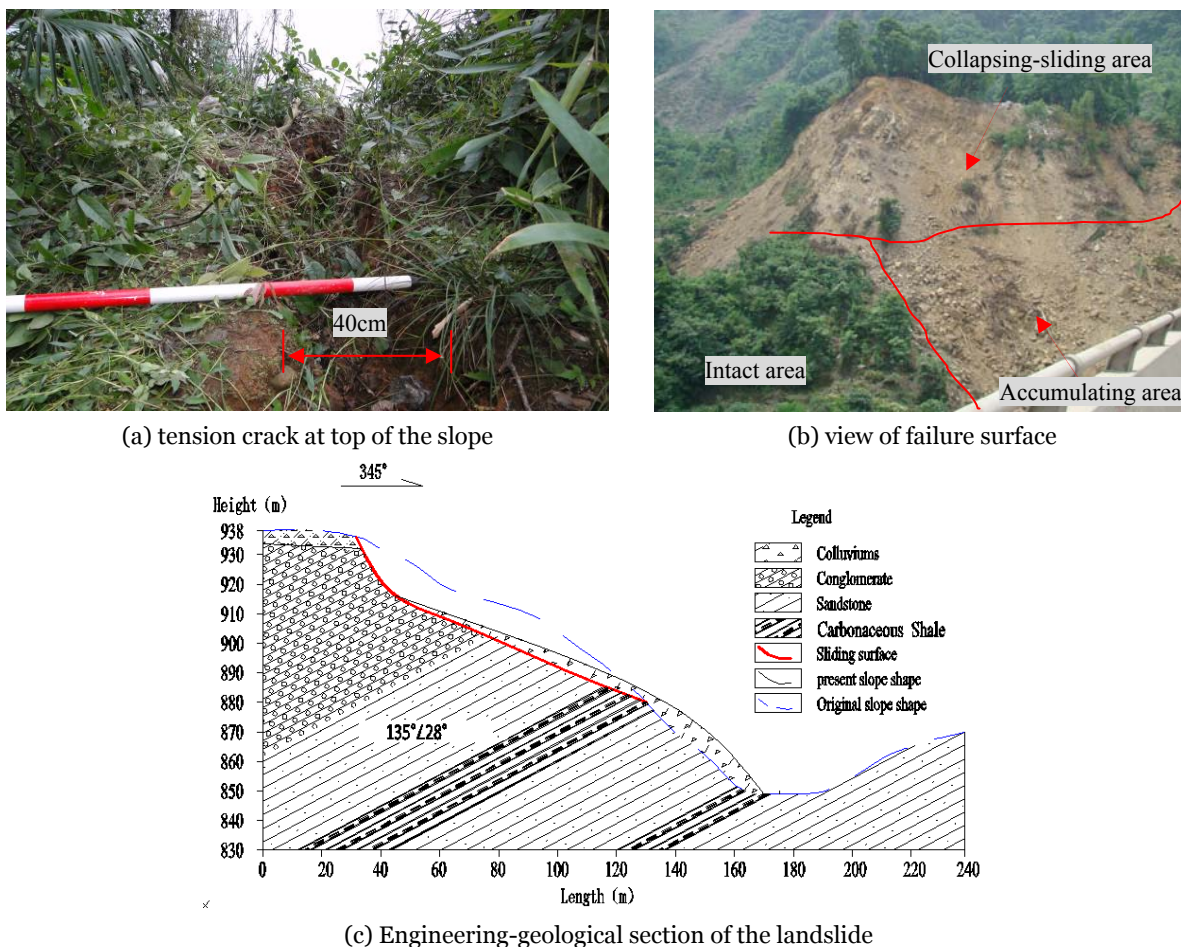 Collapsing-sliding area
40cm
Intact area
Accumulating area
(a) tension crack at top of the slope
(b) view of failure surface
345°
Height (m)
938
930
920
910
900
890
880
870
860
850
840
830
135°∠28°
0 20 40 60 80 100 120 140 160 180 200 220 240
Length (m)
Legend
Colluviums
Conglomerate
Sandstone
Carbonaceous Shale
Sliding surface
present slope shape
Original slope shape
(c) Engineering-geological section of the landslide